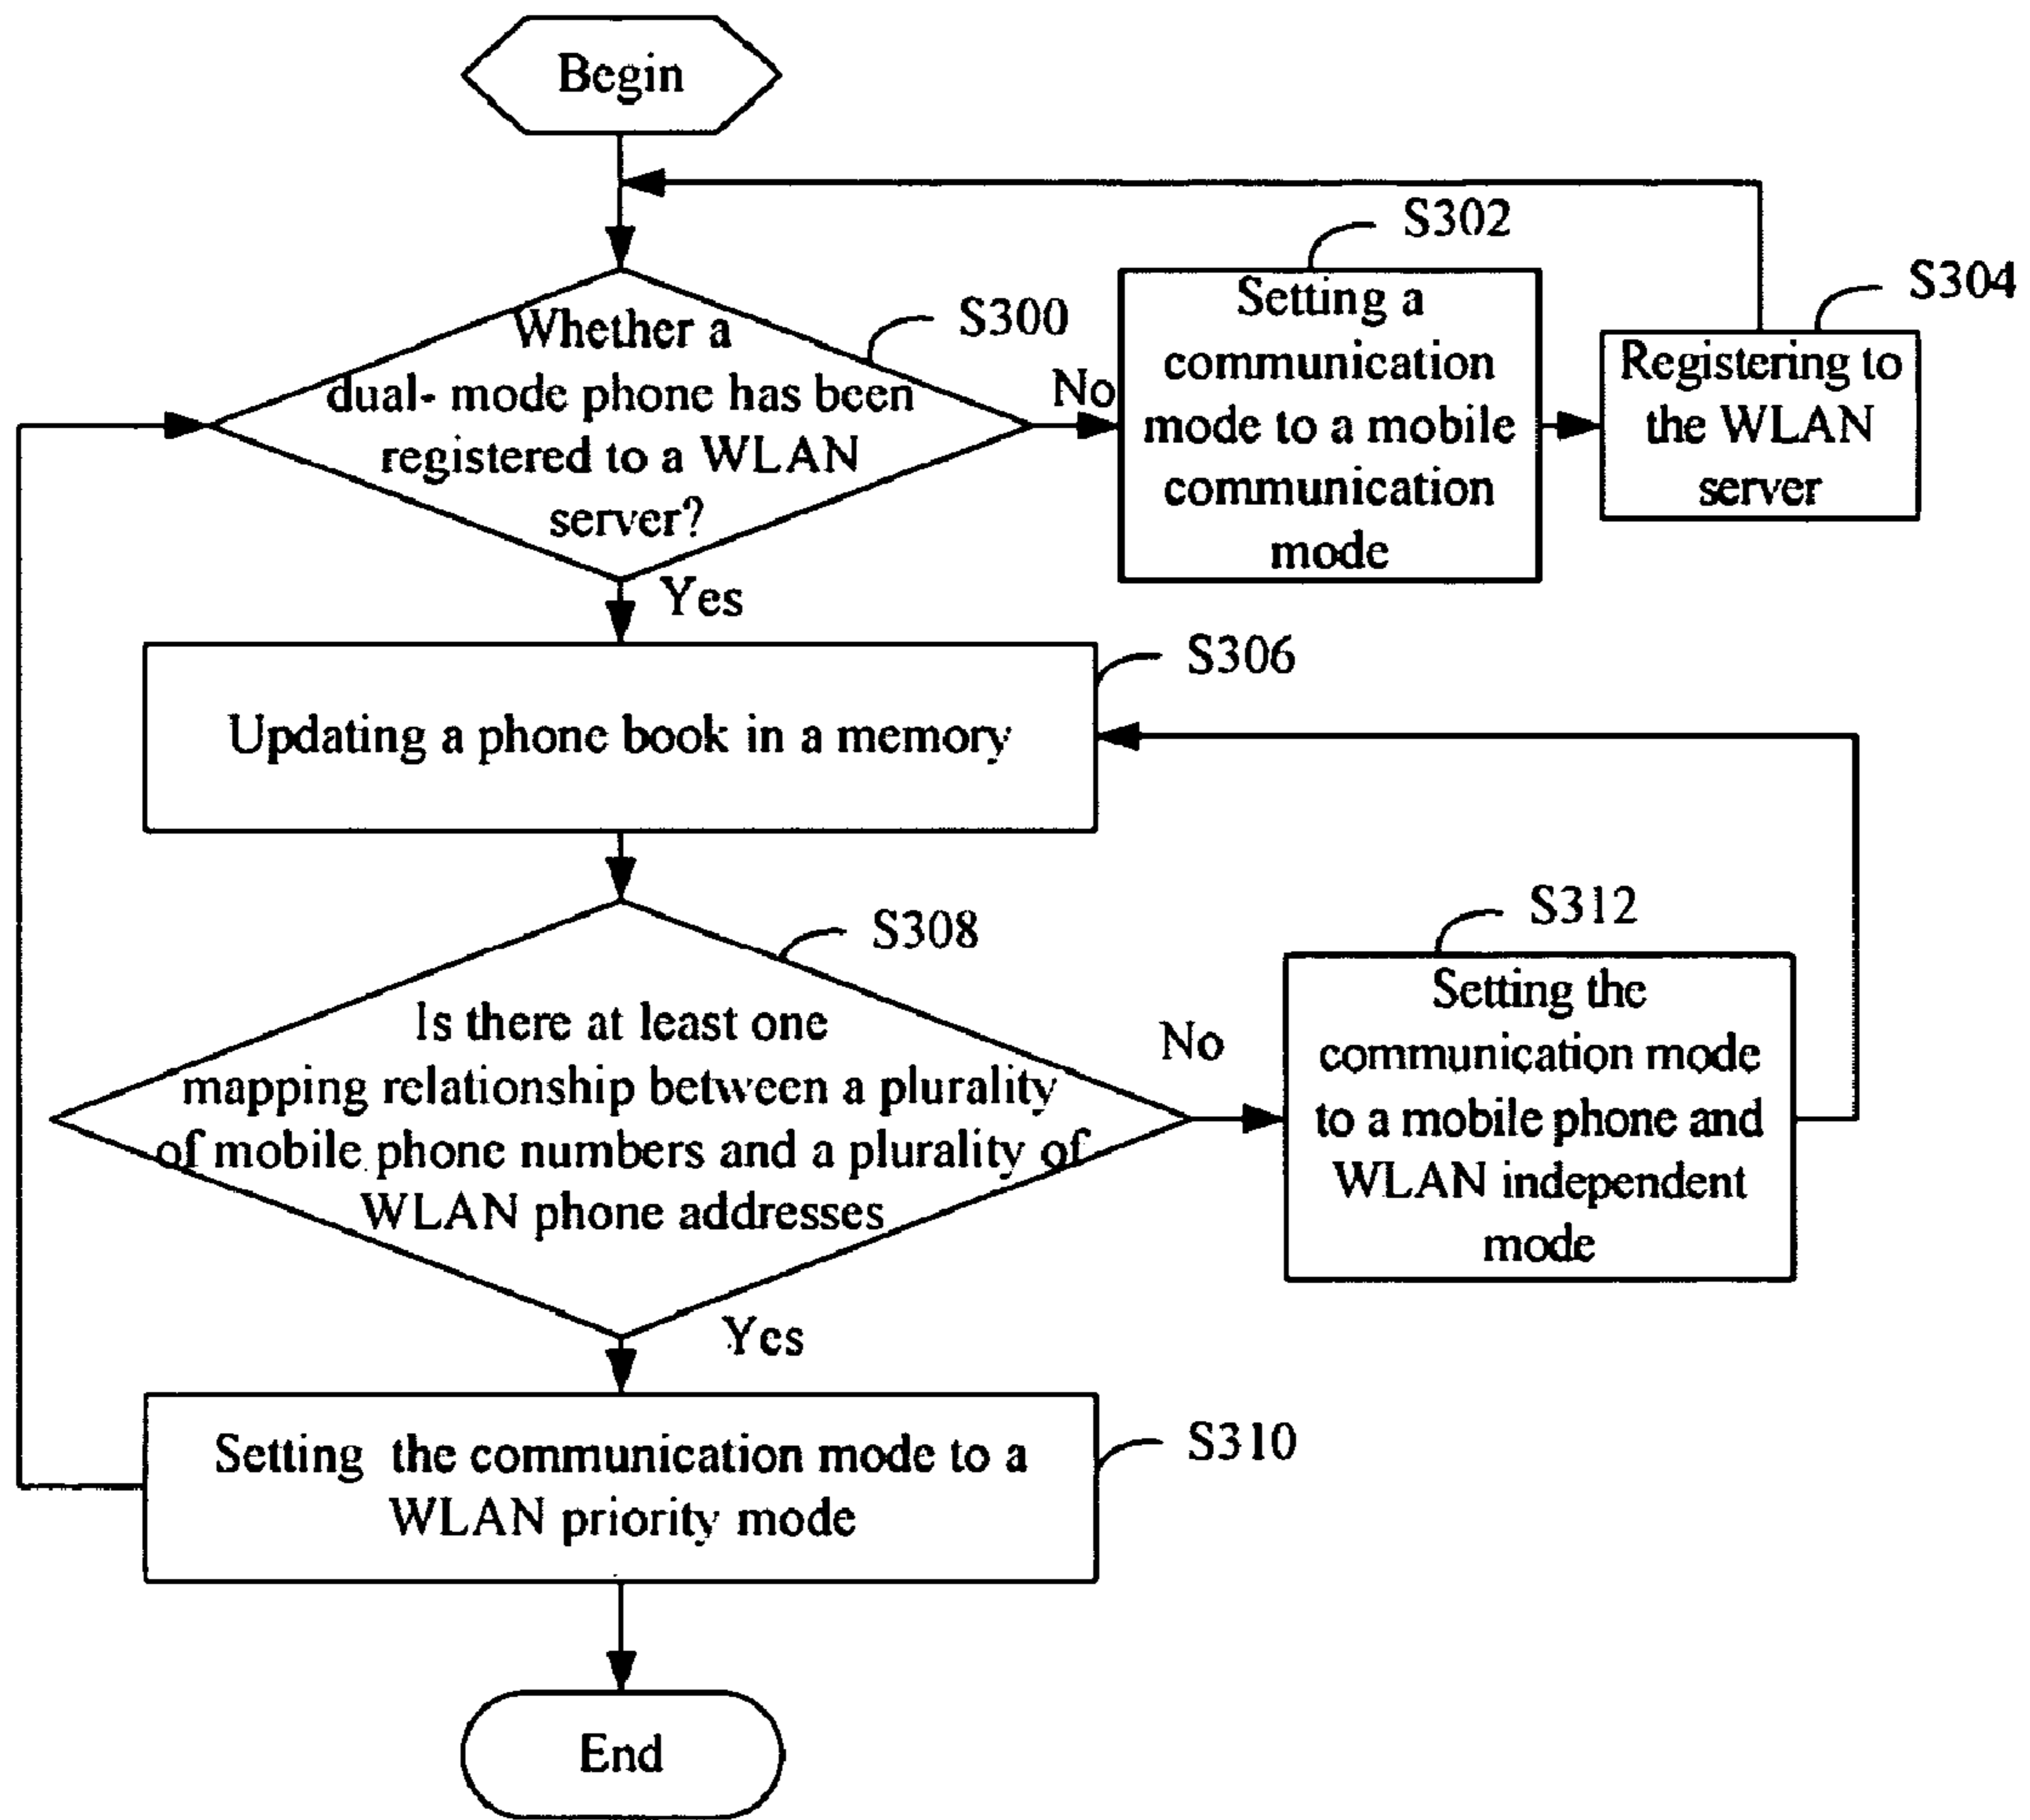 Begin
S302
S304
S300
Whether a
dual- mode phone has been
registered to a WLAN
server?
No
Setting a
communication
mode to a mobile
communication
mode
Registering to
the WLAN
server
Yes
S306
Updating a phone book in a memory
S308
Is there at least one
mapping relationship between a plurality
of mobile phone numbers and a plurality of
WLAN phone addresses
No
S312
Setting the
communication mode
to a mobile phone and
WLAN independent
mode
Yes
S310
Setting the communication mode to a
WLAN priority mode
End